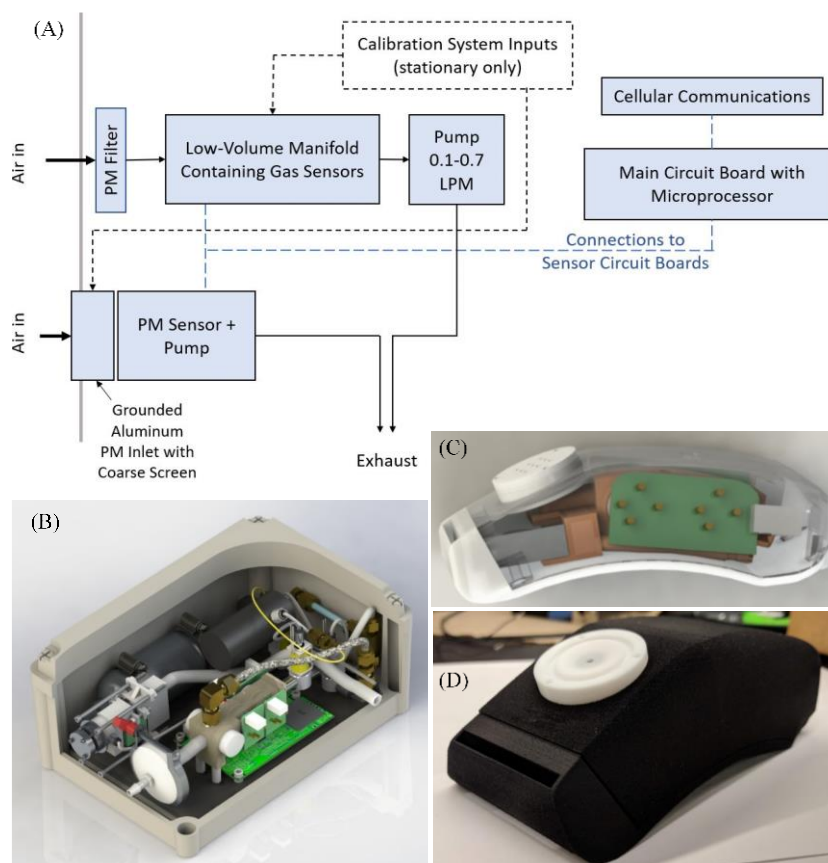 (A)
Calibration System Inputs
(stationary only)
Cellular Communications
Air in
PM Filter
Low-Volume Manifold
Containing Gas Sensors
Pump
0.1-0.7
LPM
Main Circuit Board with
Microprocessor
Connections to
Sensor Circuit Boards
Air in
PM Sensor +
Pump
Grounded
Aluminum
PM Inlet with
Coarse Screen
Exhaust
(C)
(B)
(D)